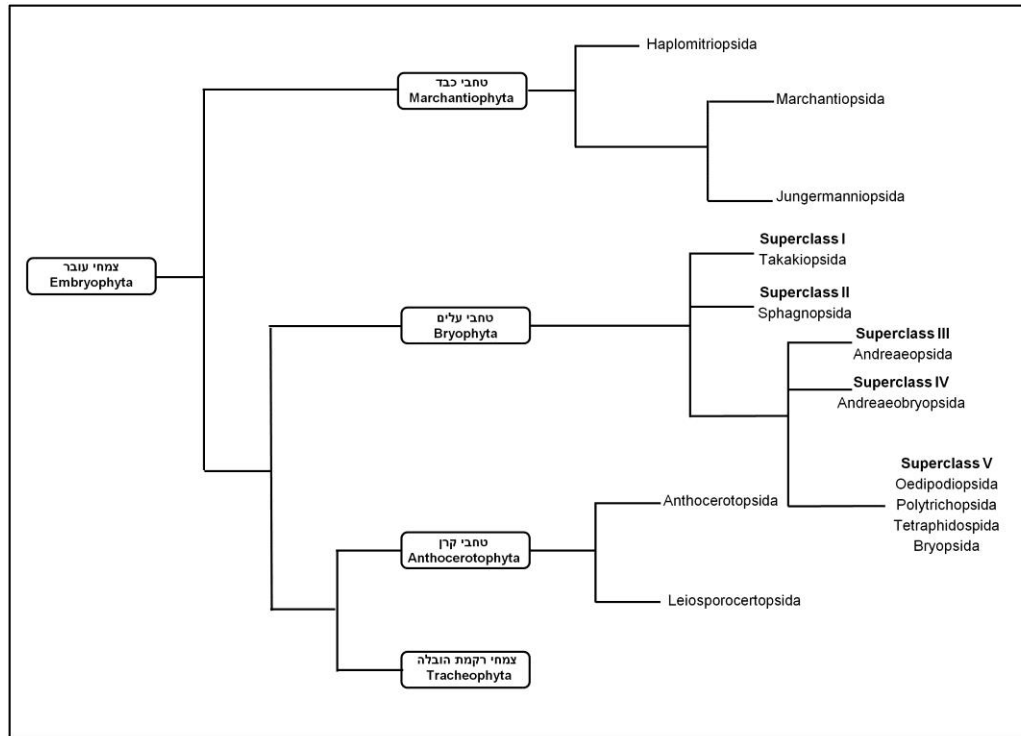 Haplomitriopsida
טחבי כבד
Marchantiophyta
Marchantiopsida
Jungermanniopsida
Superclass I
Takakiopsida
צמחי עובר
Embryophyta
Superclass II
Sphagnopsida
טחבי עלים
Bryophyta
Superclass III
Andreaeopsida
Superclass IV
Andreaeobryopsida
Superclass V
Oedipodiopsida
Polytrichopsida
Tetraphidospida
Bryopsida
Anthocerotopsida
טחבי קרן
Anthocerotophyta
Leiosporocertopsida
צמחי רקמת הובלה
Tracheophyta